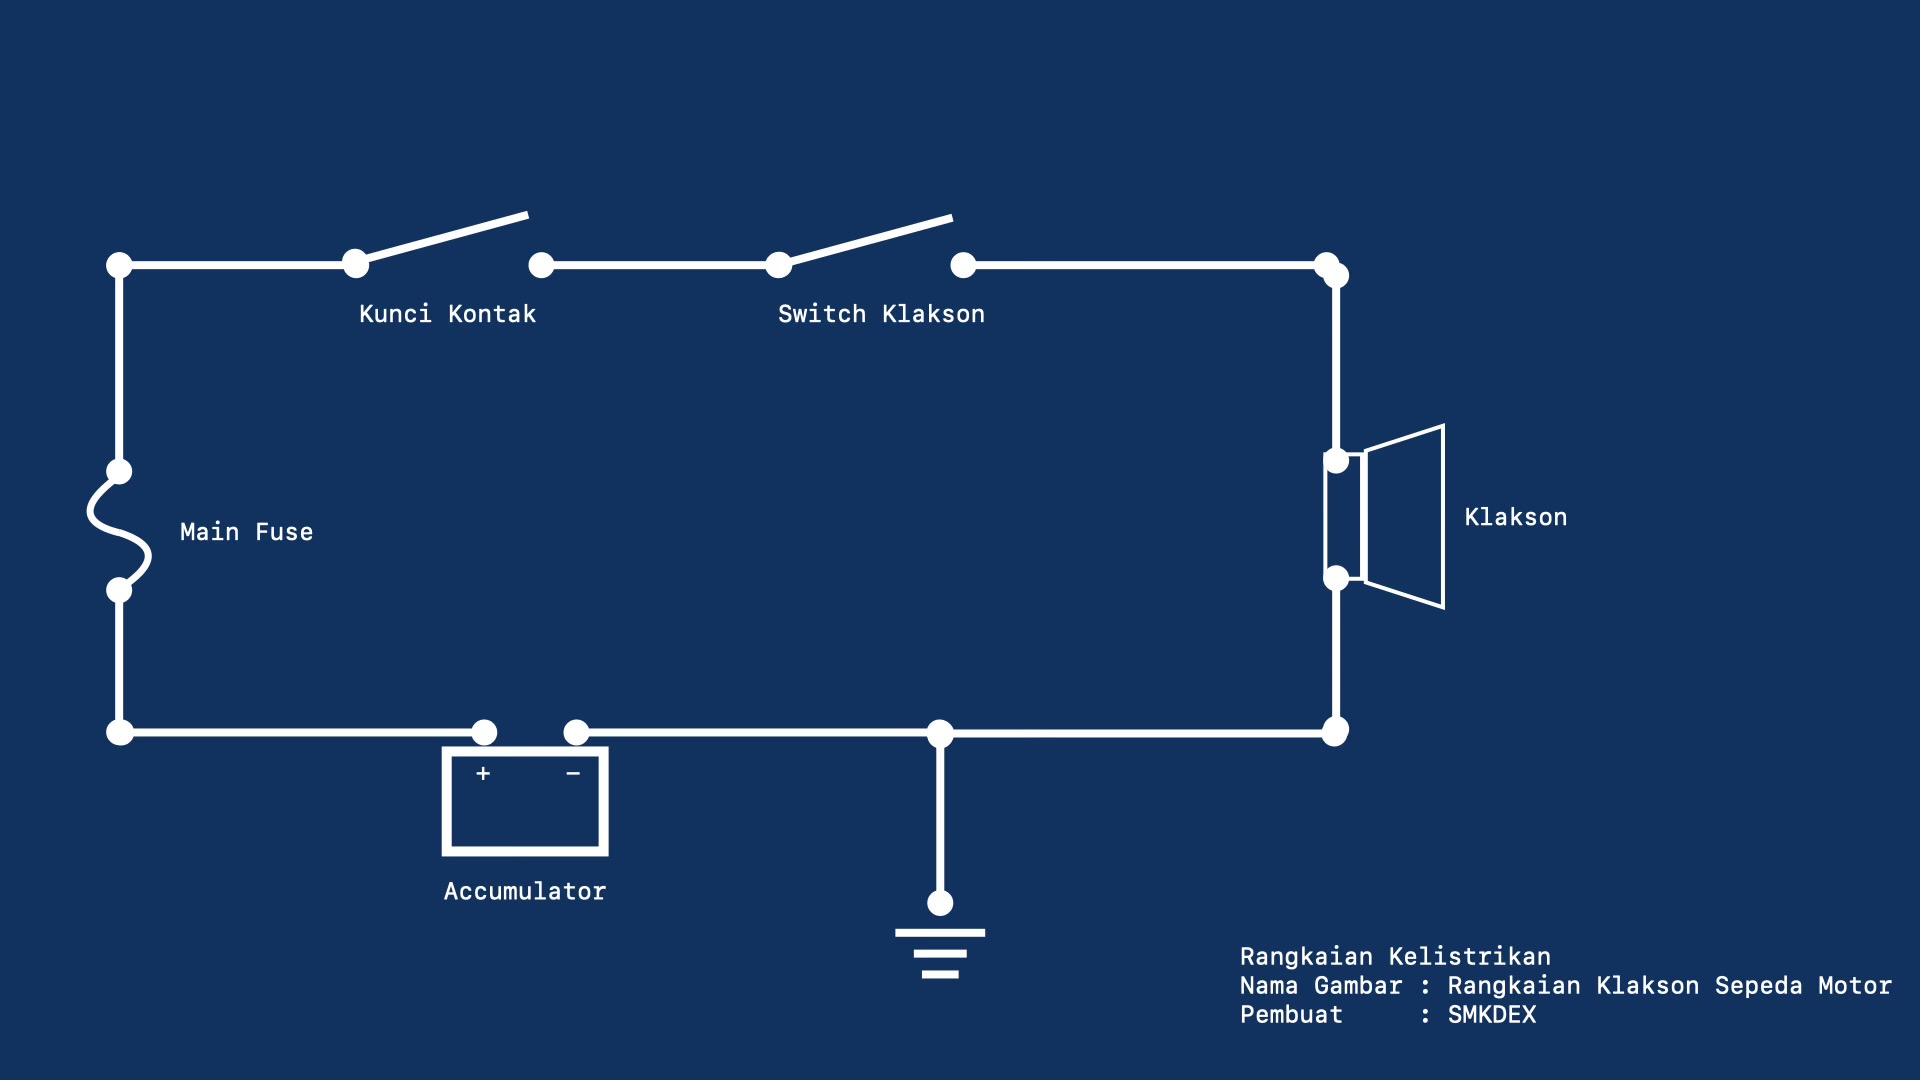 Kunci Kontak
Switch Klakson
Klakson
Main Fuse
+ −
Accumulator
Rangkaian Kelistrikan
Nama Gambar : Rangkaian Klakson Sepeda Motor
Pembuat : SMKDEX